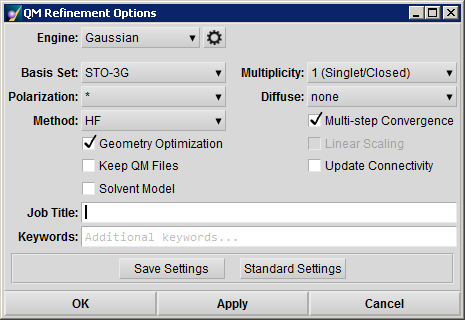 QM Refinement Options
Engine: Gaussian
Basis Set: STO-3G Multiplicity: 1 (Singlet/Closed)
Polarization: * Diffuse: none
Method: HF Multi-step Convergence
Geometry Optimization Linear Scaling
Keep QM Files Update Connectivity
Solvent Model
Job Title:
Keywords: Additional keywords...
Save Settings Standard Settings
OK Apply Cancel